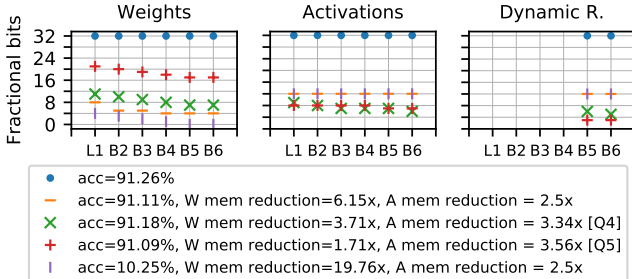 Weights Activations Dynamic R.
Fractional bits
32
24
16
8
0
L1 B2 B3 B4 B5 B6 L1 B2 B3 B4 B5 B6 L1 B2 B3 B4 B5 B6
acc=91.26%
acc=91.11%, W mem reduction=6.15x, A mem reduction = 2.5x
acc=91.18%, W mem reduction=3.71x, A mem reduction = 3.34x [Q4]
acc=91.09%, W mem reduction=1.71x, A mem reduction = 3.56x [Q5]
acc=10.25%, W mem reduction=19.76x, A mem reduction = 2.5x